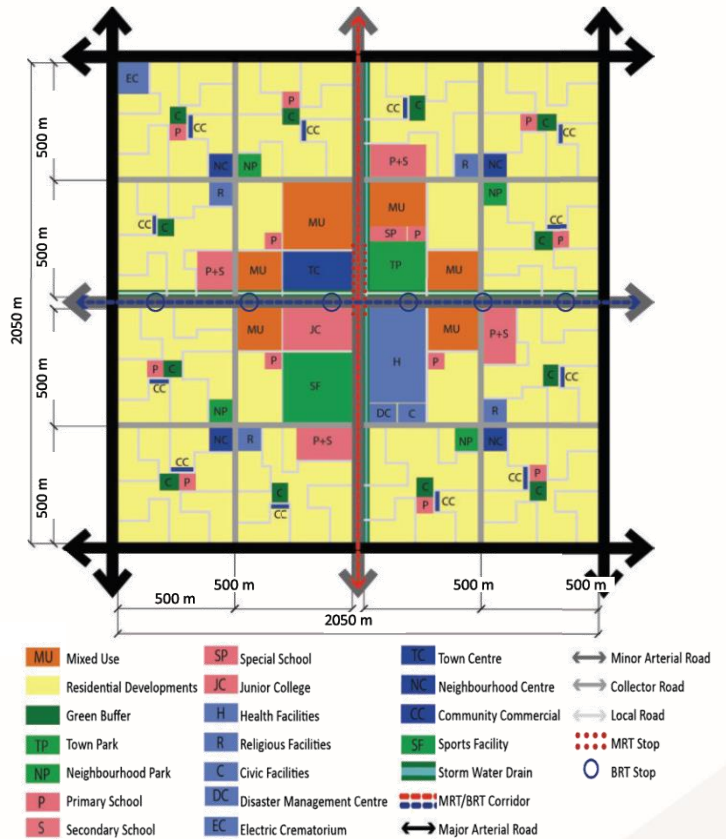 EC
P
C
C
P
CC
C
CC
CC
C
P
C
CC
P+S
R
NC
NC
NP
R
NP
MU
MU
CC
C
P
SP
P
CC
C
P
P+S
MU
TC
TP
MU
500 m
500 m
500 m
500 m
2050 m
MU
JC
H
MU
P+S
P
C
CC
P
SF
P
C
CC
NP
DC
C
R
NC
R
P+S
NP
NC
CC
C
P
C
CC
C
P
CC
CC
P
C
500 m
500 m
500 m
500 m
2050 m
MU Mixed Use
Residential Developments
Green Buffer
TP Town Park
NP Neighbourhood Park
P Primary School
S Secondary School
SP Special School
JC Junior College
H Health Facilities
R Religious Facilities
C Civic Facilities
DC Disaster Management Centre
EC Electric Crematorium
TC Town Centre
NC Neighbourhood Centre
CC Community Commercial
SF Sports Facility
Storm Water Drain
MRT/BRT Corridor
Major Arterial Road
Minor Arterial Road
Collector Road
Local Road
MRT Stop
BRT Stop